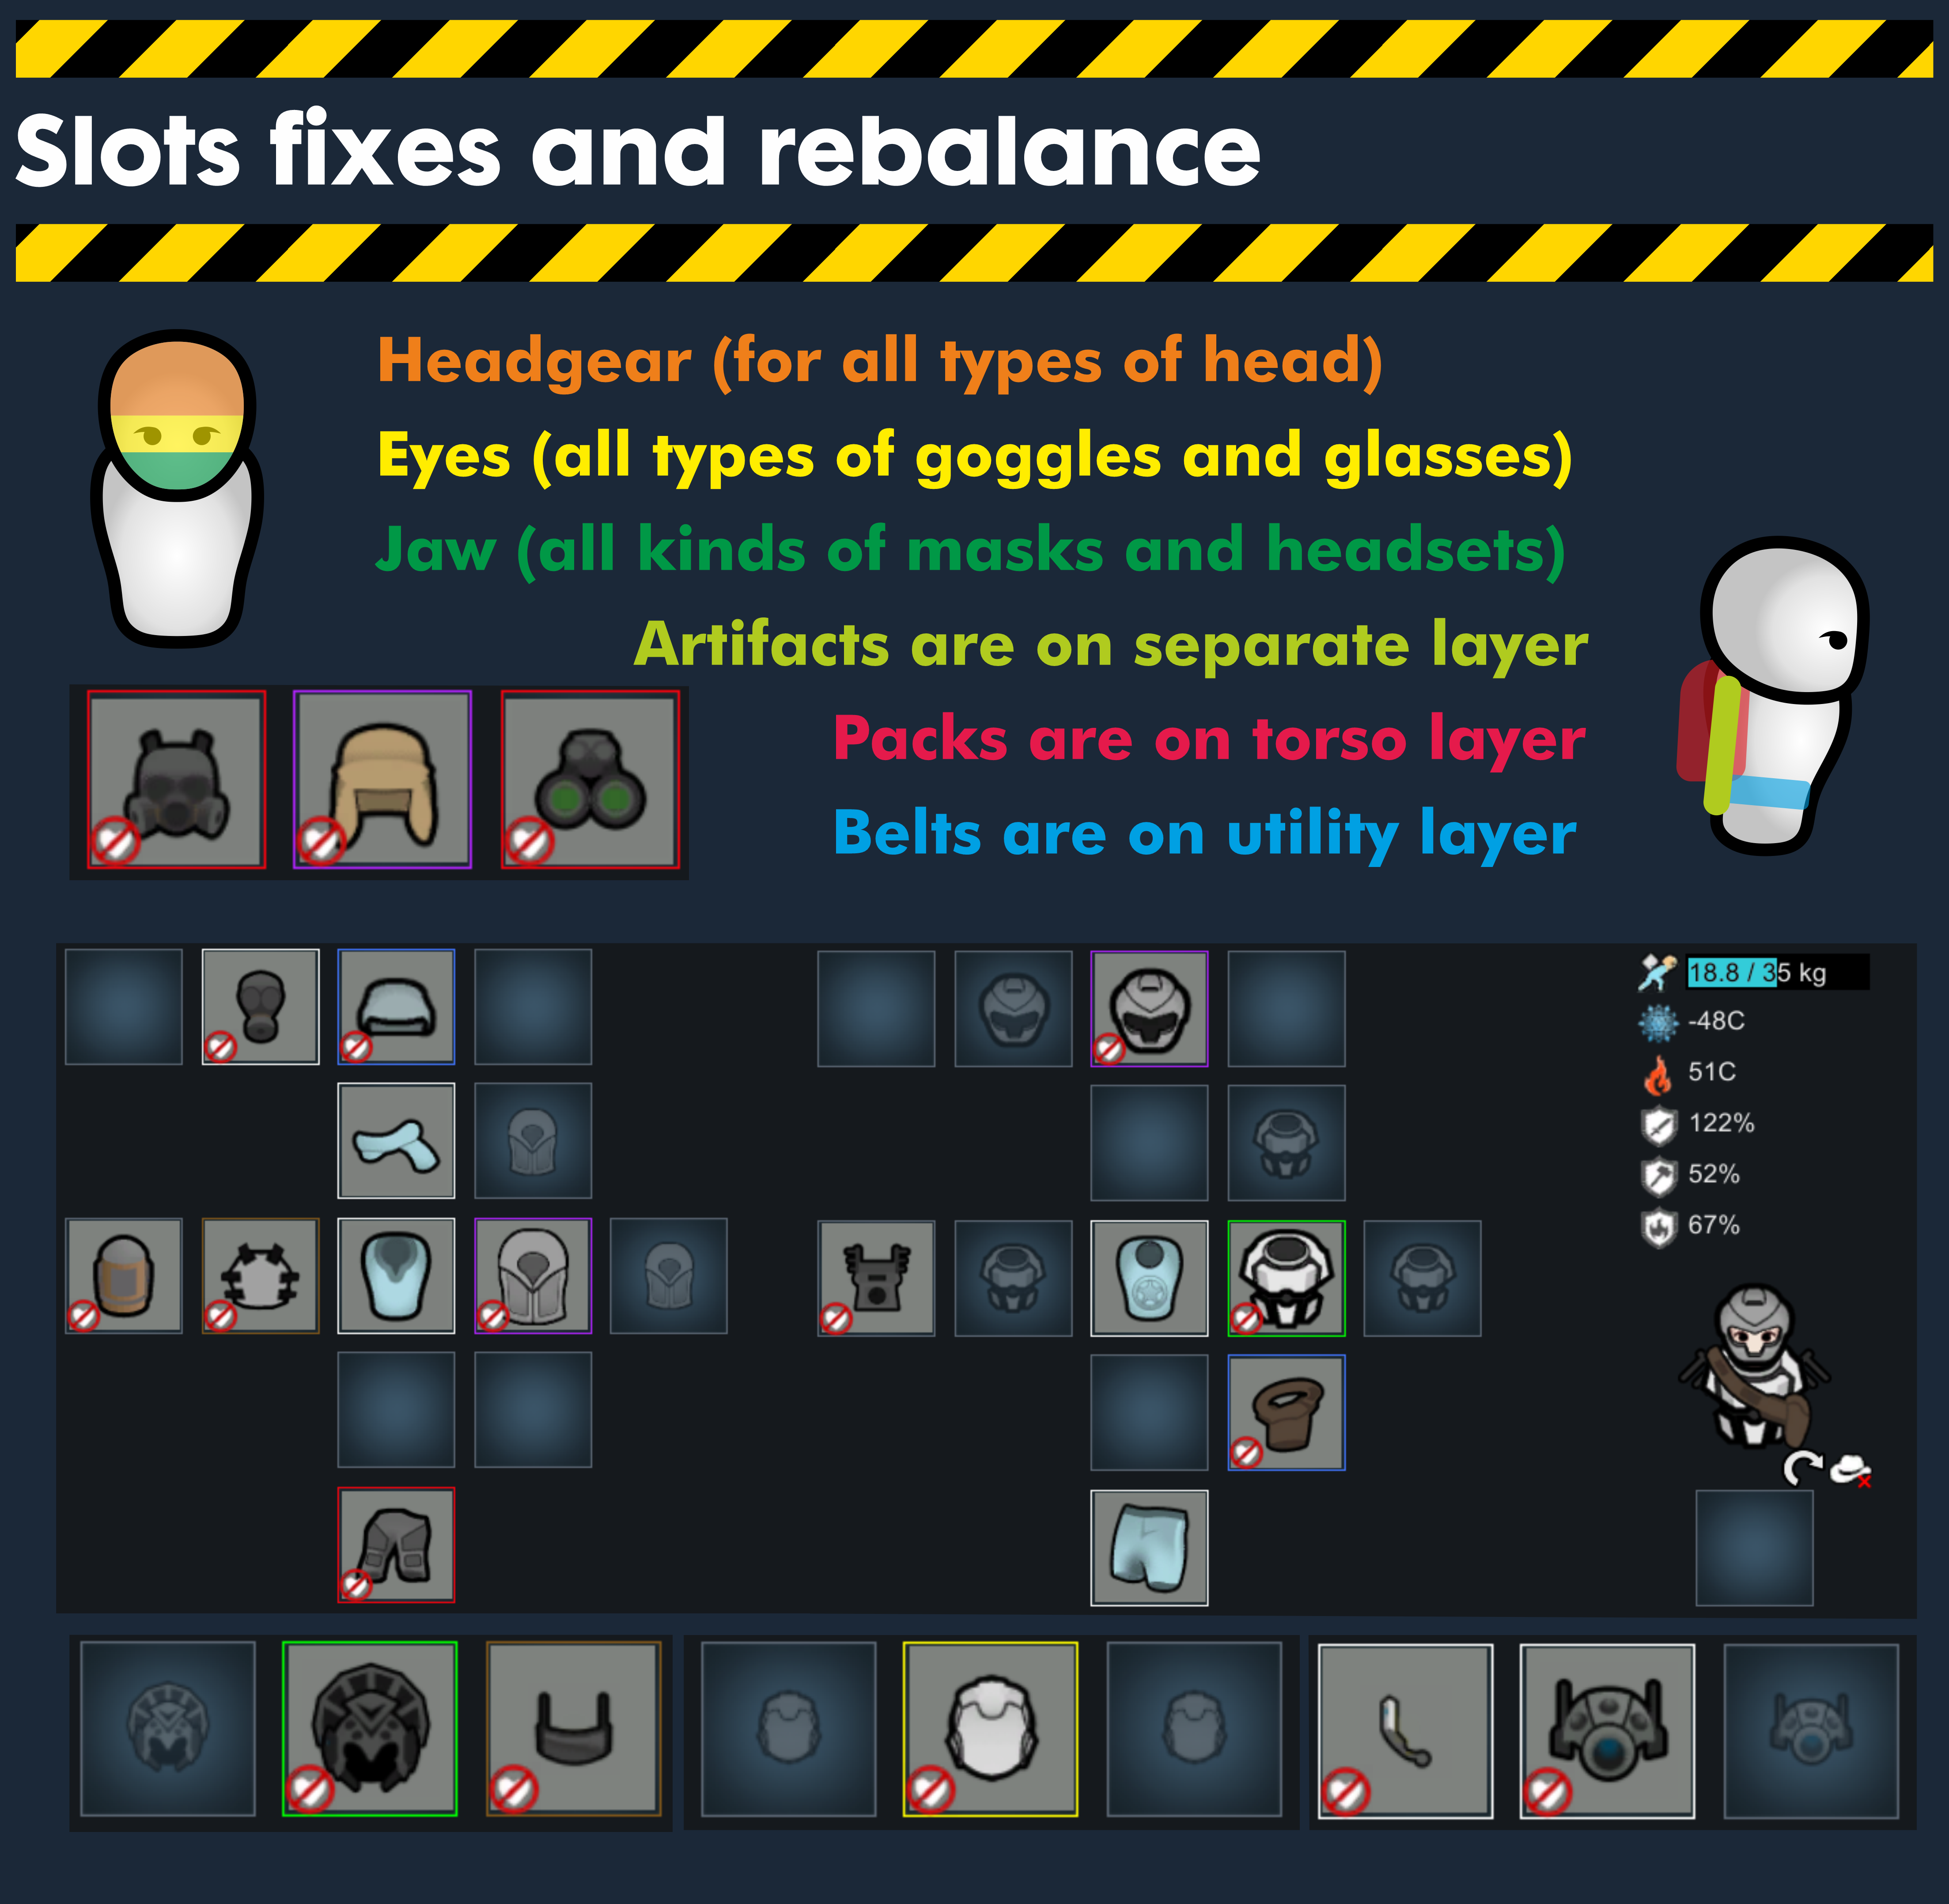 Slots fixes and rebalance
Headgear (for all types of head)
Eyes (all types of goggles and glasses)
Jaw (all kinds of masks and headsets)
Artifacts are on separate layer
Packs are on torso layer
Belts are on utility layer
18.8 / 35 kg
-48C
51C
122%
52%
67%